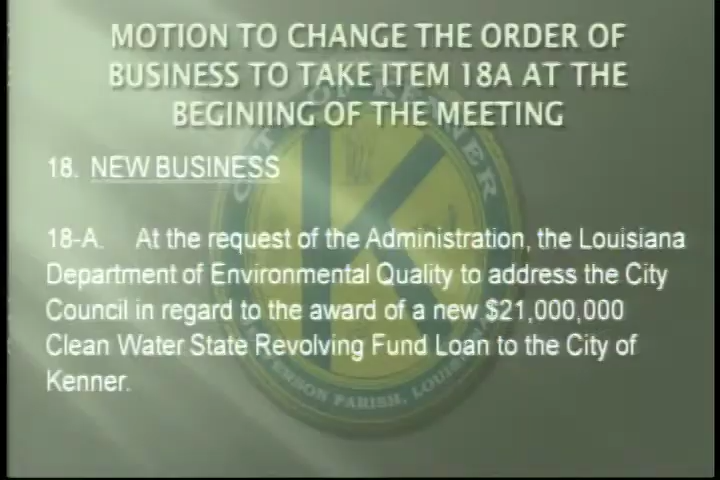 MOTION TO CHANGE THE ORDER OF
BUSINESS TO TAKE ITEM 18A AT THE
BEGINIING OF THE MEETING
18. NEW BUSINESS
18-A. At the request of the Administration, the Louisiana
Department of Environmental Quality to address the City
Council in regard to the award of a new $21,000,000
Clean Water State Revolving Fund Loan to the City of
Kenner.